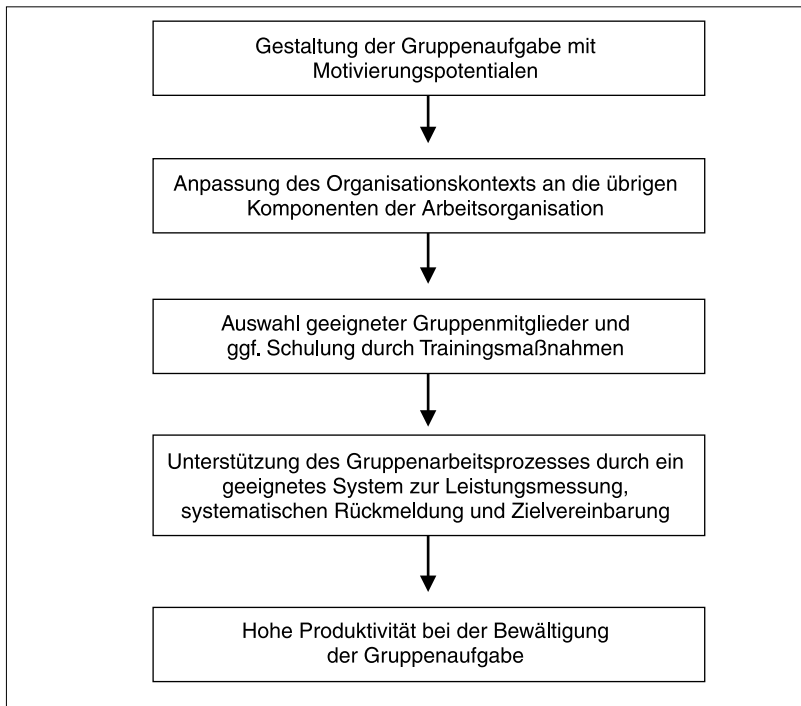 Gestaltung der Gruppenaufgabe mit
Motivierungspotentialen
Anpassung des Organisationskontexts an die übrigen
Komponenten der Arbeitsorganisation
Auswahl geeigneter Gruppenmitglieder und
ggf. Schulung durch Trainingsmaßnahmen
Unterstützung des Gruppenarbeitsprozesses durch ein
geeignetes System zur Leistungsmessung,
systematischen Rückmeldung und Zielvereinbarung
Hohe Produktivität bei der Bewältigung
der Gruppenaufgabe